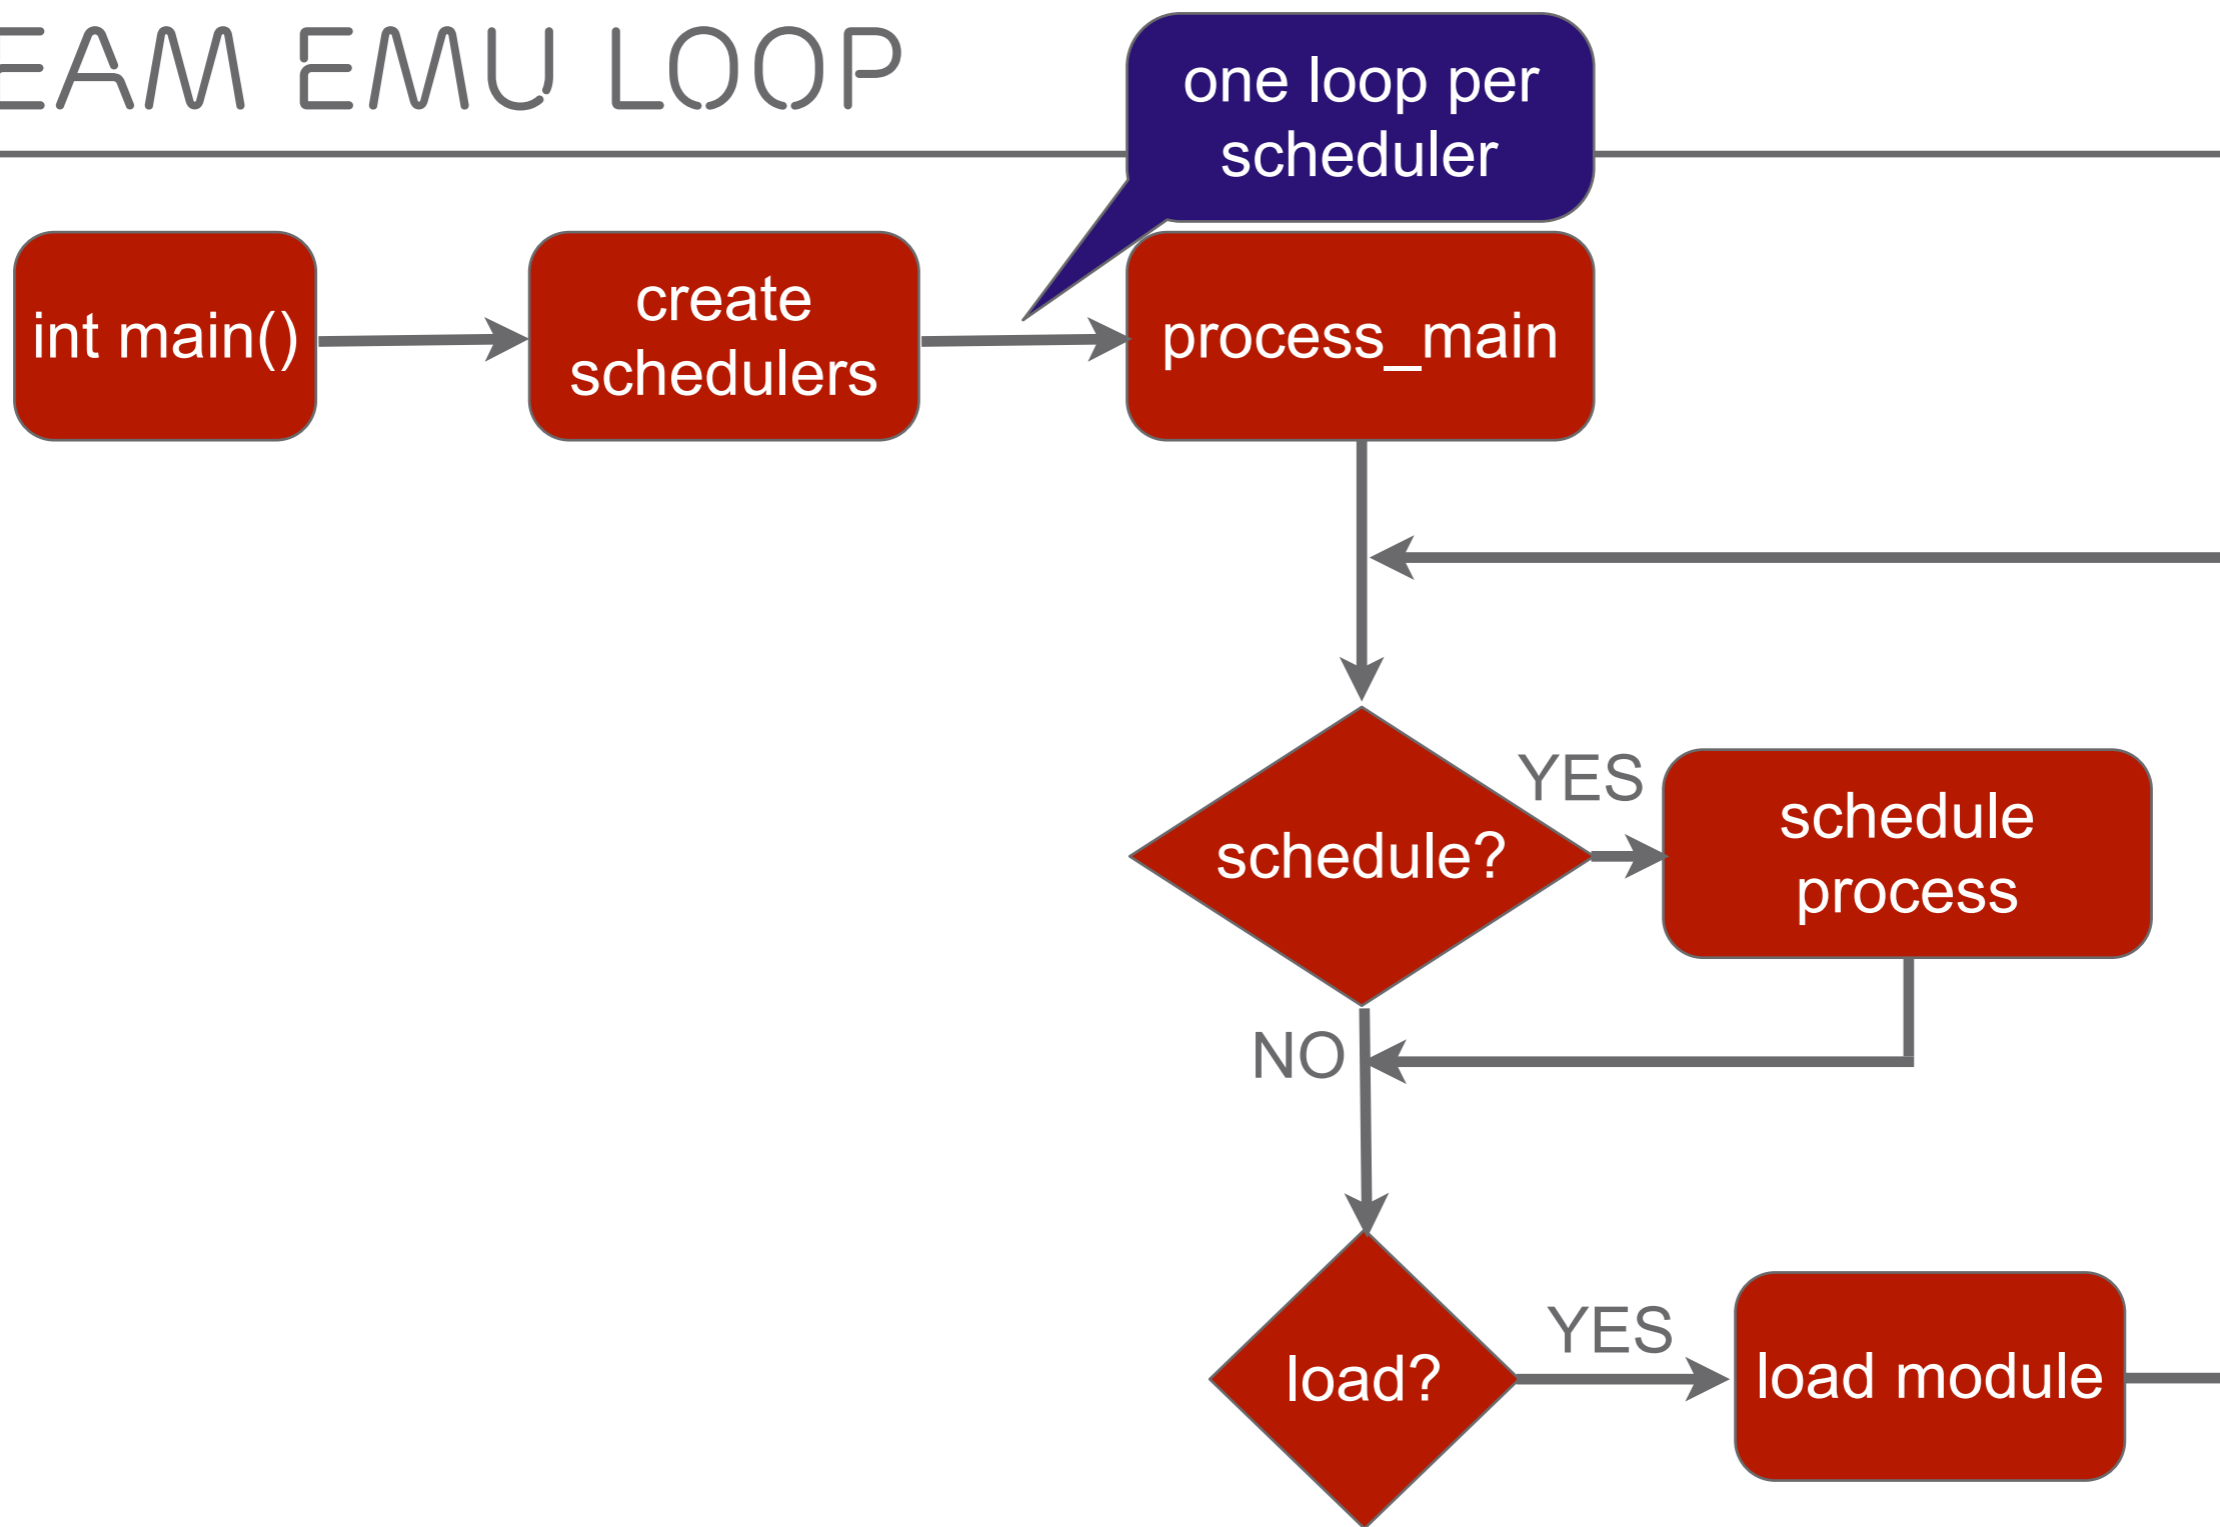 EAM EMU LOOP
one loop per
scheduler
int main()
create
schedulers
process_main
YES
schedule?
schedule
process
NO
YES
load?
load module